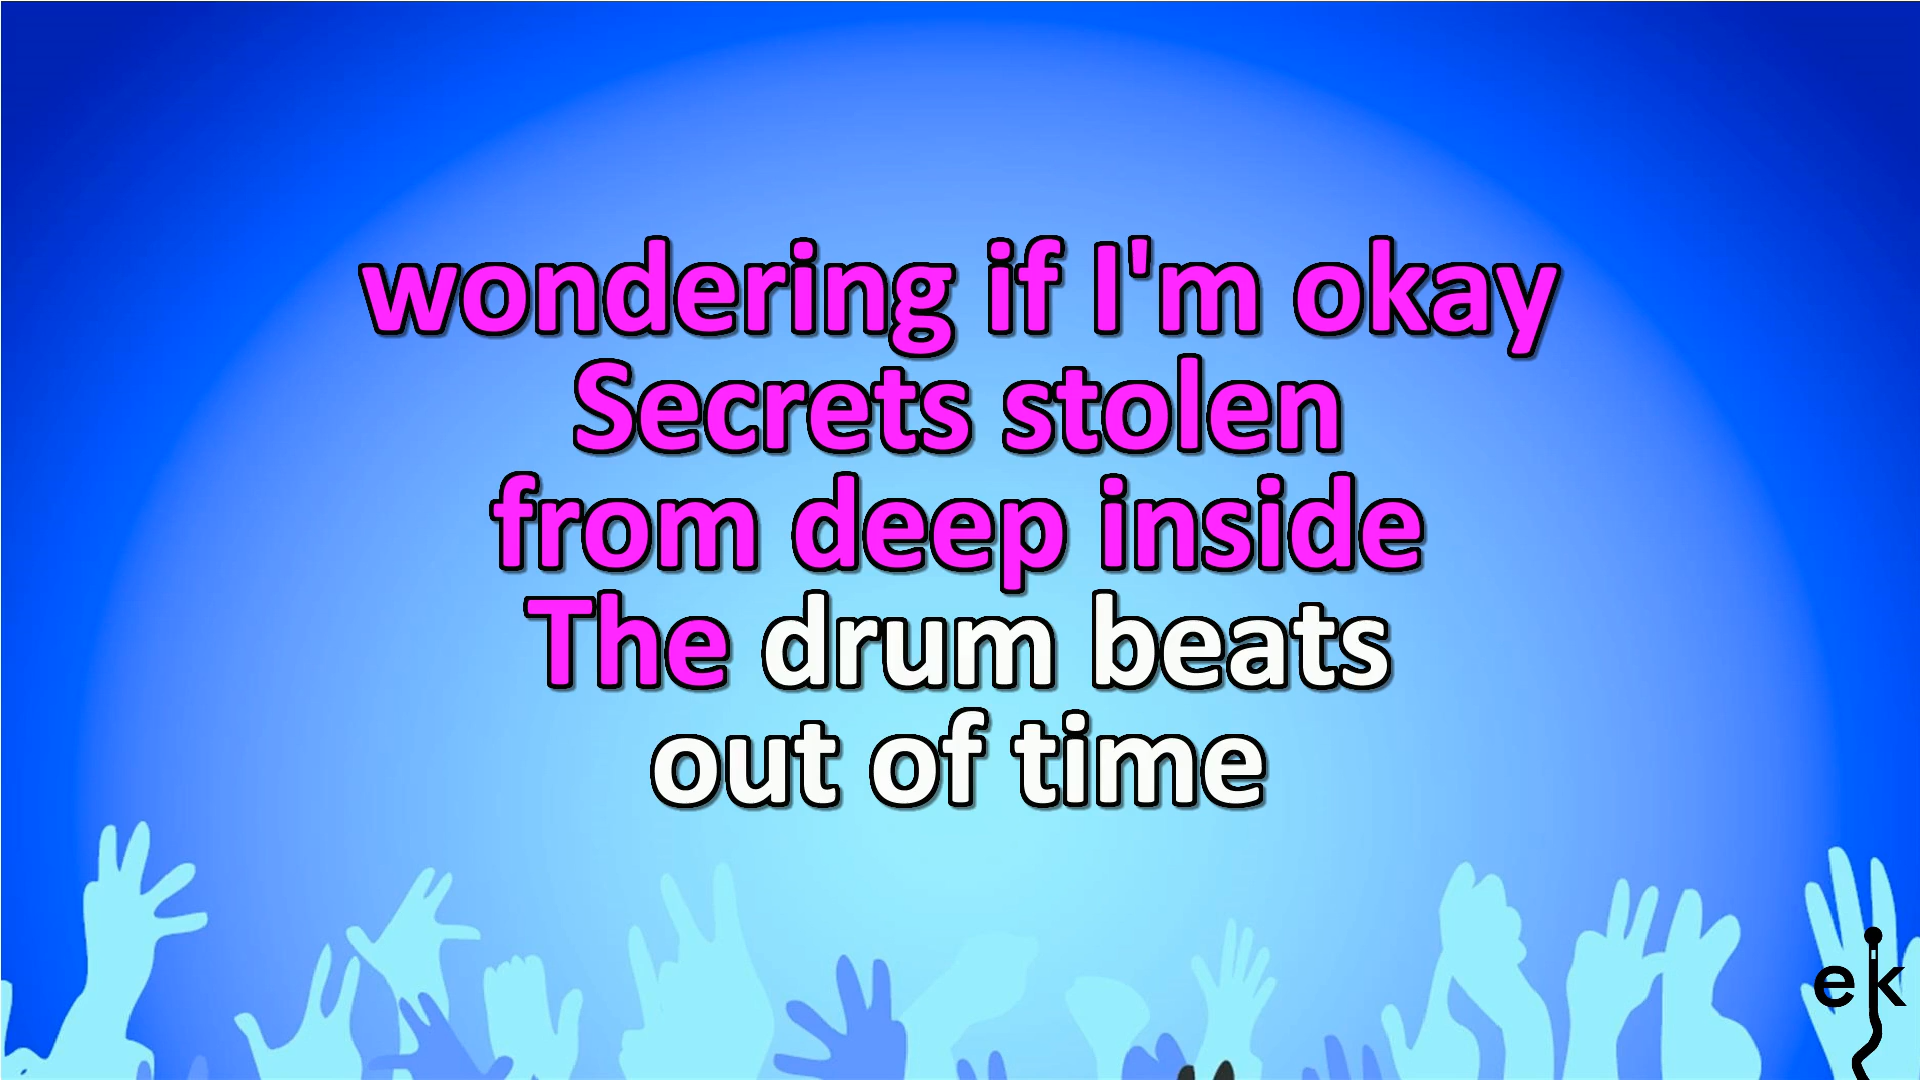 wondering if I'm okay
Secrets stolen
from deep inside
The drum beats
out of time
ek